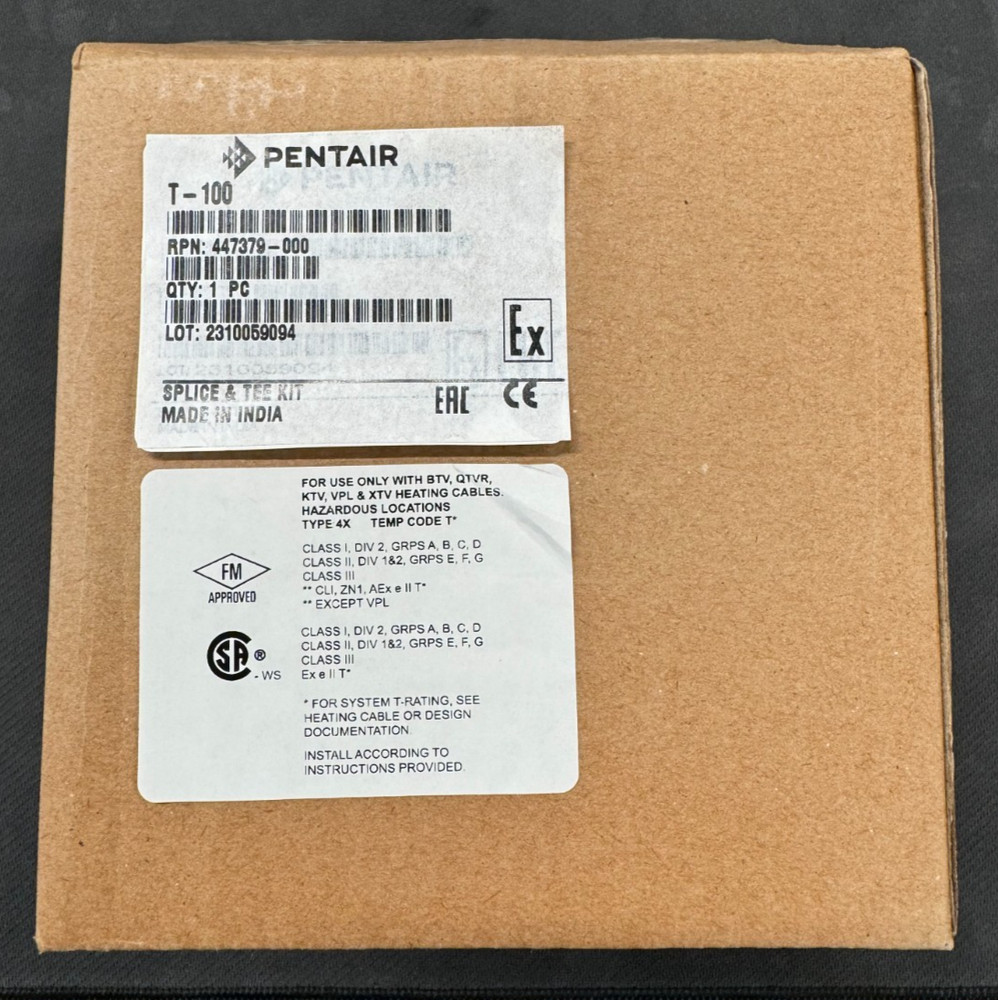 PENTAIR
T-100
RPN: 447379-000
QTY: 1 PC
LOT: 2310059094
Ex
SPLICE & TEE KIT
MADE IN INDIA
EAC CE
FOR USE ONLY WITH BTV, QTVR,
KTV, VPL & XTV HEATING CABLES.
HAZARDOUS LOCATIONS
TYPE 4X TEMP CODE T*
FM
APPROVED
CLASS I, DIV 2, GRPS A, B, C, D
CLASS II, DIV 1&2, GRPS E, F, G
CLASS III
** CLI, ZN1, AEx e II T*
** EXCEPT VPL
SA ® - WS
CLASS I, DIV 2, GRPS A, B, C, D
CLASS II, DIV 1&2, GRPS E, F, G
CLASS III
Ex e II T*
* FOR SYSTEM T-RATING, SEE
HEATING CABLE OR DESIGN
DOCUMENTATION.
INSTALL ACCORDING TO
INSTRUCTIONS PROVIDED.